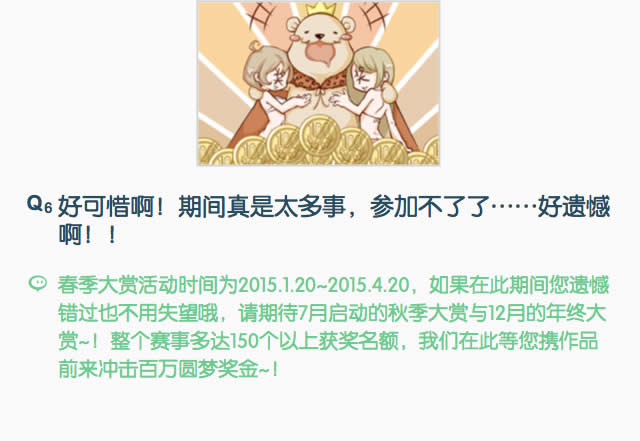 Q6 好可惜啊！期间真是太多事，参加不了了……好遗憾
啊！！
春季大赏活动时间为2015.1.20~2015.4.20，如果在此期间您遗憾
错过也不用失望哦，请期待7月启动的秋季大赏与12月的年终大
赏~！整个赛事多达150个以上获奖名额，我们在此等您携作品
前来冲击百万圆梦奖金~！